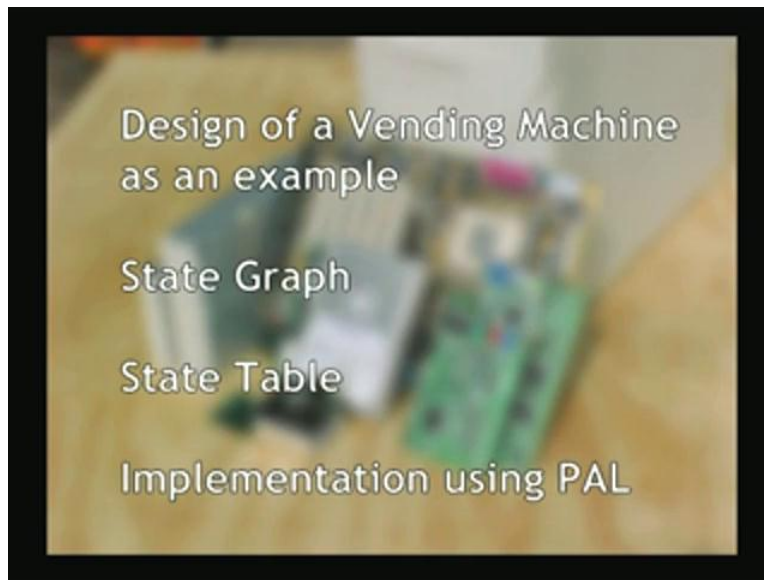 Design of a Vending Machine
as an example
State Graph
State Table
Implementation using PAL